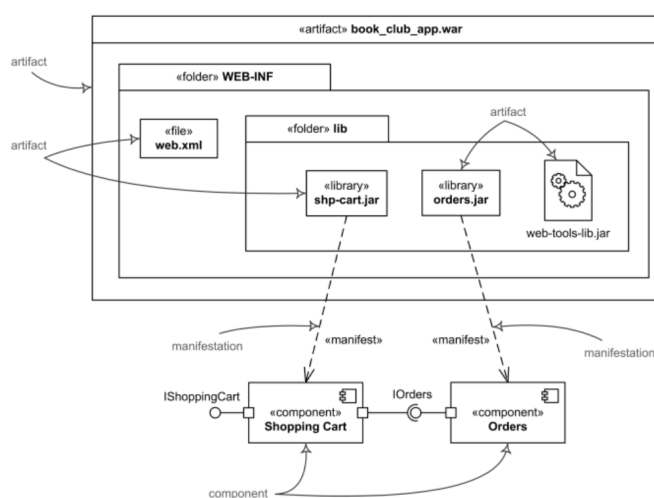 «artifact» book_club_app.war
artifact
«folder» WEB-INF
«file»
web.xml
«folder» lib
artifact
artifact
«library»
shp-cart.jar
«library»
orders.jar
web-tools-lib.jar
manifestation
«manifest»
«manifest»
manifestation
IShoppingCart
«component»
Shopping Cart
IOrders
«component»
Orders
component